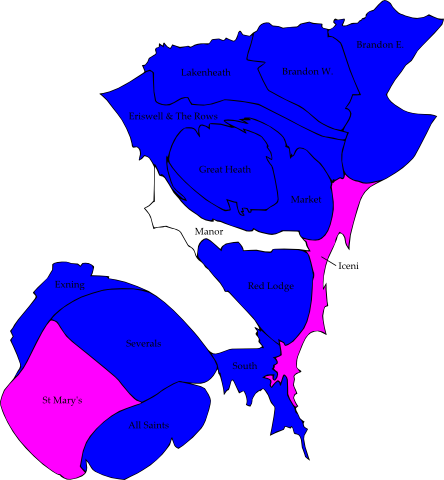 Brandon E.
Lakenheath
Brandon W.
Eriswell & The Rows
Great Heath
Market
Manor
Iceni
Exning
Red Lodge
Severals
South
St Mary's
All Saints